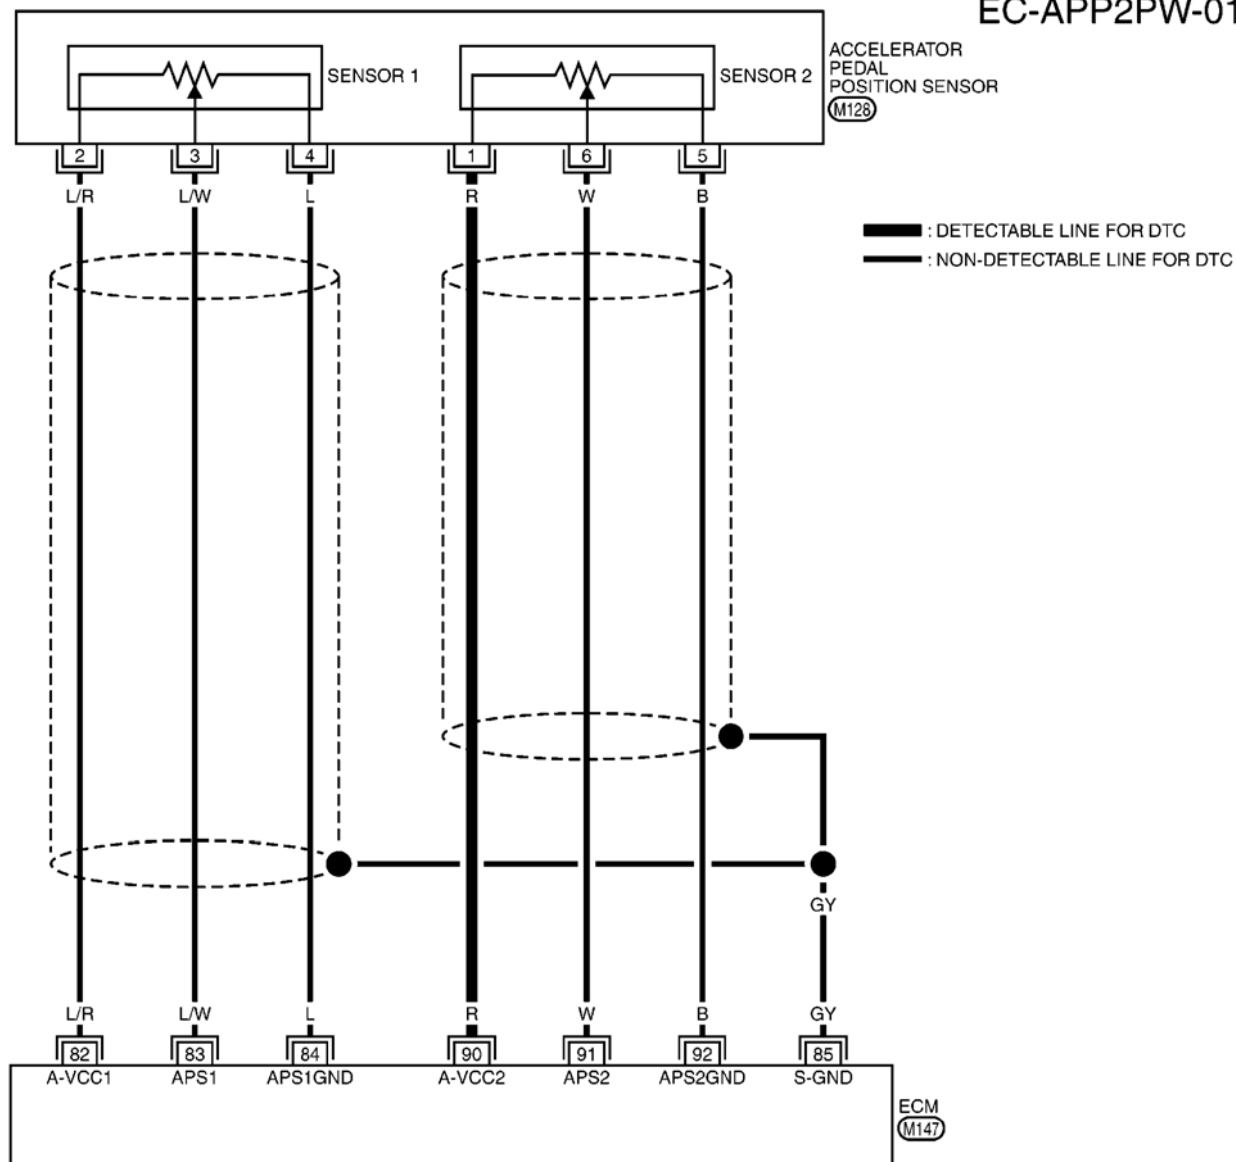 EC-APP2PW-01
SENSOR 1
SENSOR 2
ACCELERATOR
PEDAL
POSITION SENSOR
M128
2 3 4 1 6 5
L/R L/W L R W B
: DETECTABLE LINE FOR DTC
: NON-DETECTABLE LINE FOR DTC
GY
L/R L/W L R W B GY
82 83 84 90 91 92 85
A-VCC1 APS1 APS1GND A-VCC2 APS2 APS2GND S-GND
ECM
M147